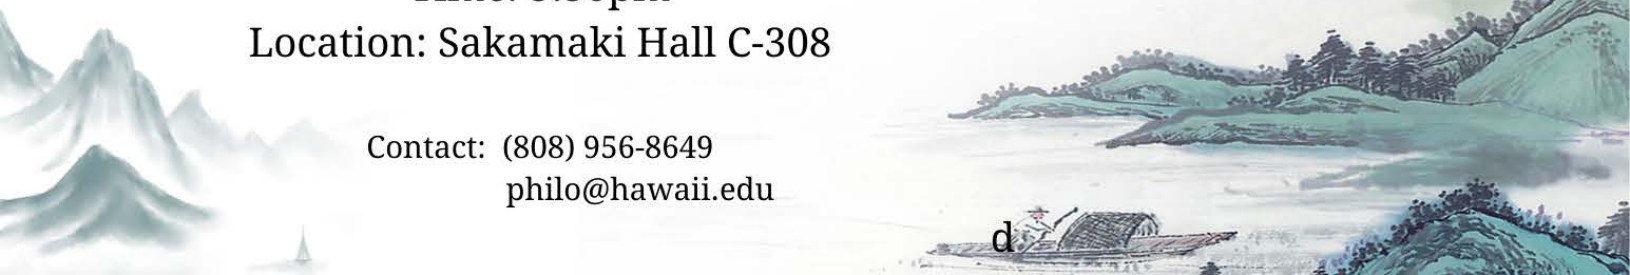 Location: Sakamaki Hall C-308
Contact: (808) 956-8649
philo@hawaii.edu
d